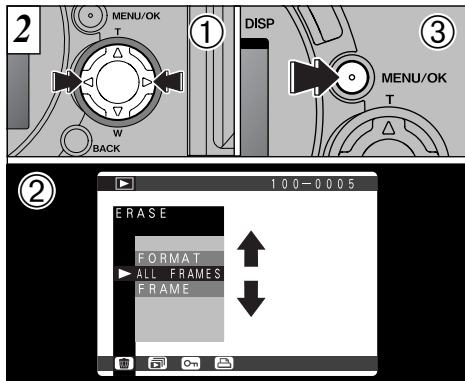 2
MENU/OK
T
1
W
BACK
DISP
3
MENU/OK
T
2
100-0005
ERASE
FORMAT
ALL FRAMES
FRAME